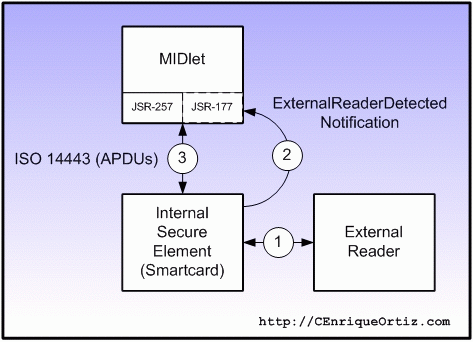 MIDlet
JSR-257
JSR-177
ExternalReaderDetected
Notification
ISO 14443 (APDUs)
3
2
Internal
Secure
Element
(Smartcard)
1
External
Reader
http://CEnriqueOrtiz.com